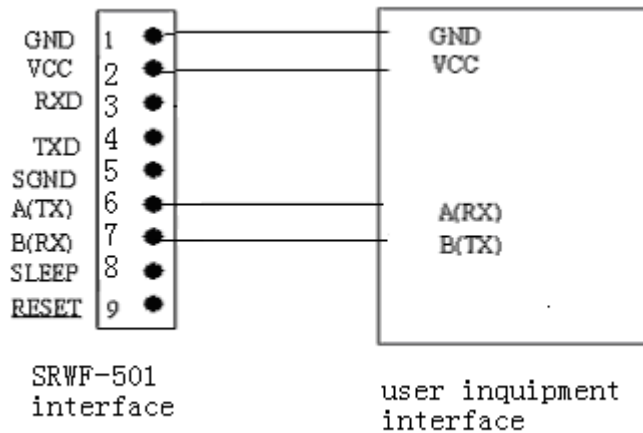 GND 1 GND
VCC 2 VCC
RXD 3
TXD 4
SGND 5
A(TX) 6 A(RX)
B(RX) 7 B(TX)
SLEEP 8
RESET 9
SRWF-501
interface
user inquipment
interface